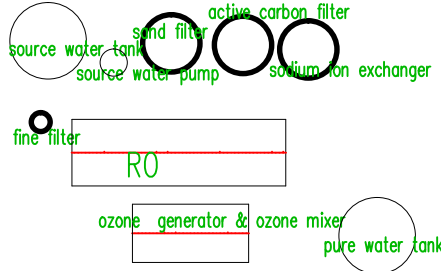 active carbon filter
sand filter
source water tank
source water pump
sodium ion exchanger
fine filter
RO
ozone generator & ozone mixer
pure water tank